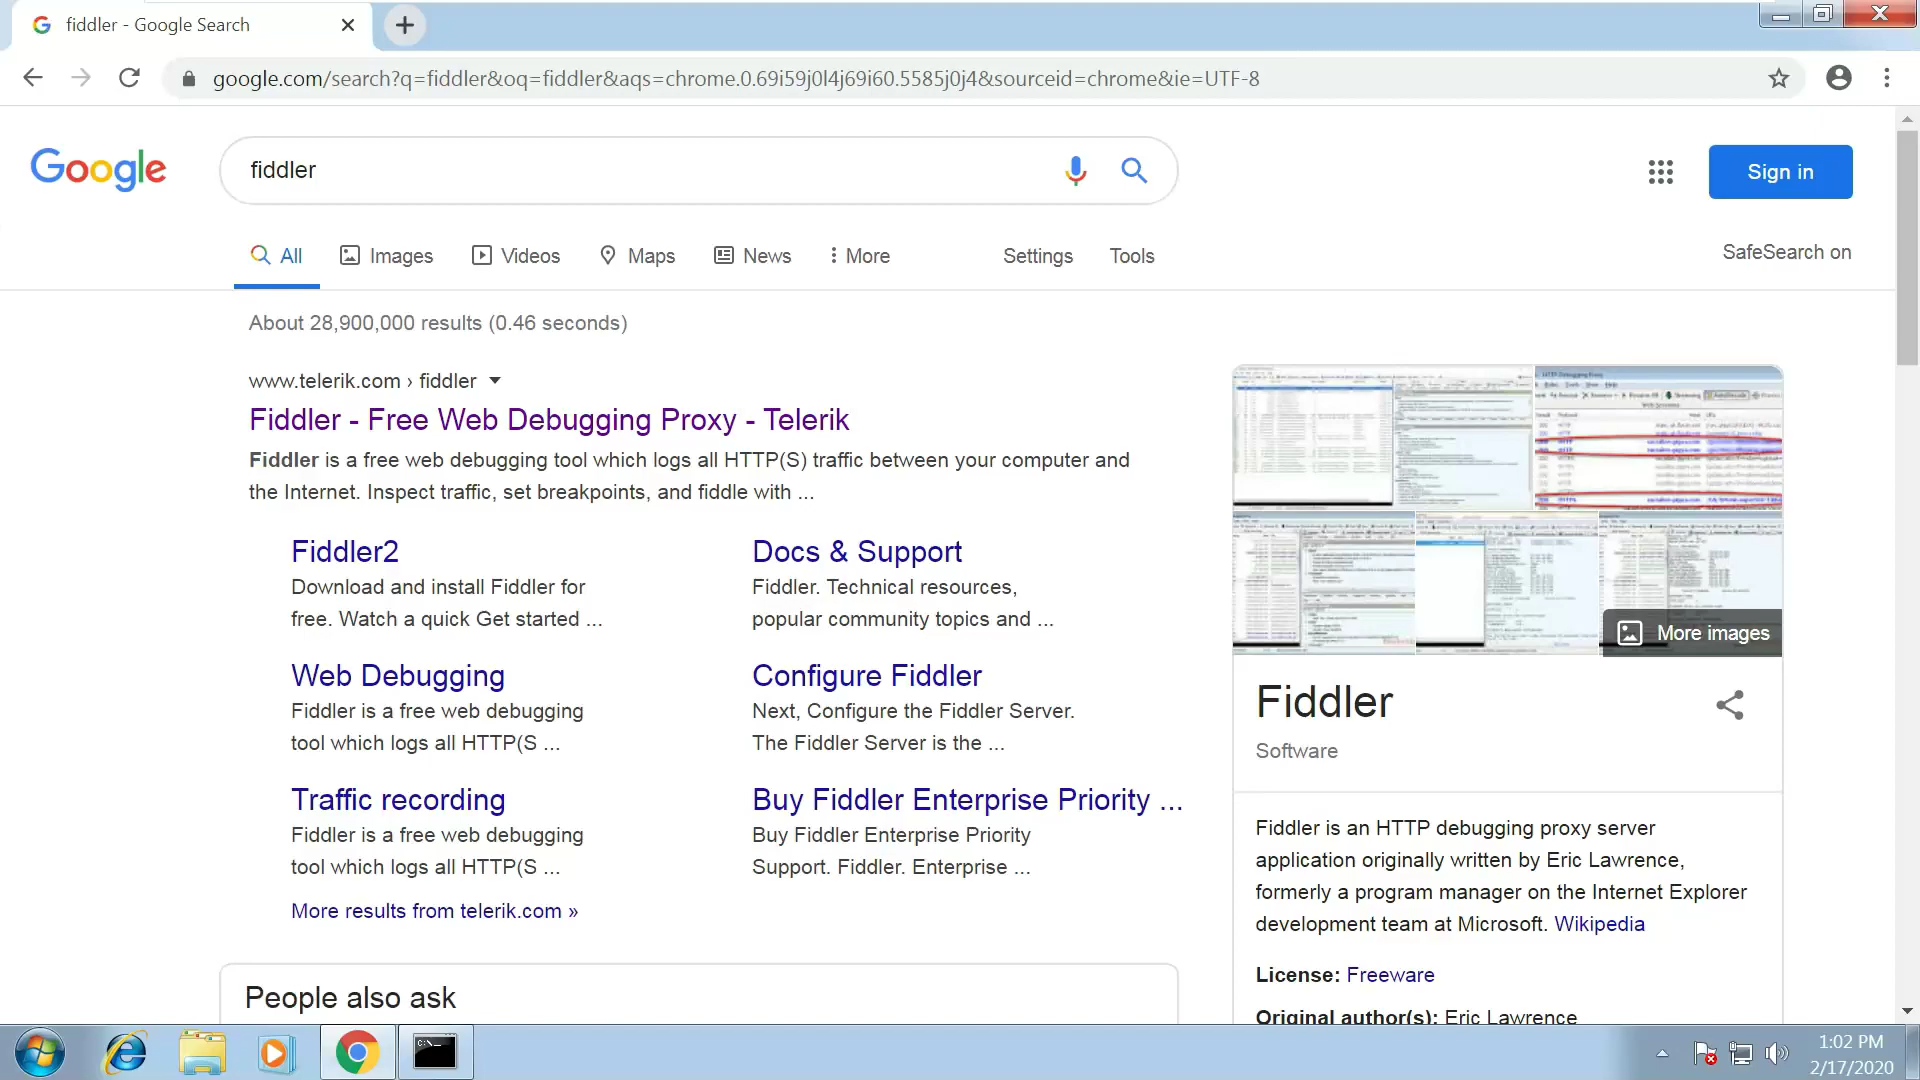 fiddler - Google Search
google.com/search?q=fiddler&oq=fiddler&aqs=chrome.0.69i59j0l4j69i60.5585j0j4&sourceid=chrome&ie=UTF-8
Google
fiddler
Sign in
All Images Videos Maps News More Settings Tools
SafeSearch on
About 28,900,000 results (0.46 seconds)
www.telerik.com › fiddler
Fiddler - Free Web Debugging Proxy - Telerik
Fiddler is a free web debugging tool which logs all HTTP(S) traffic between your computer and
the Internet. Inspect traffic, set breakpoints, and fiddle with ...
Fiddler2
Download and install Fiddler for
free. Watch a quick Get started ...
Docs & Support
Fiddler. Technical resources,
popular community topics and ...
Web Debugging
Fiddler is a free web debugging
tool which logs all HTTP(S ...
Configure Fiddler
Next, Configure the Fiddler Server.
The Fiddler Server is the ...
Traffic recording
Fiddler is a free web debugging
tool which logs all HTTP(S ...
Buy Fiddler Enterprise Priority ...
Buy Fiddler Enterprise Priority
Support. Fiddler. Enterprise ...
More results from telerik.com »
People also ask
More images
Fiddler
Software
Fiddler is an HTTP debugging proxy server
application originally written by Eric Lawrence,
formerly a program manager on the Internet Explorer
development team at Microsoft. Wikipedia
License: Freeware
Original author(s): Eric Lawrence
1:02 PM
2/17/2020